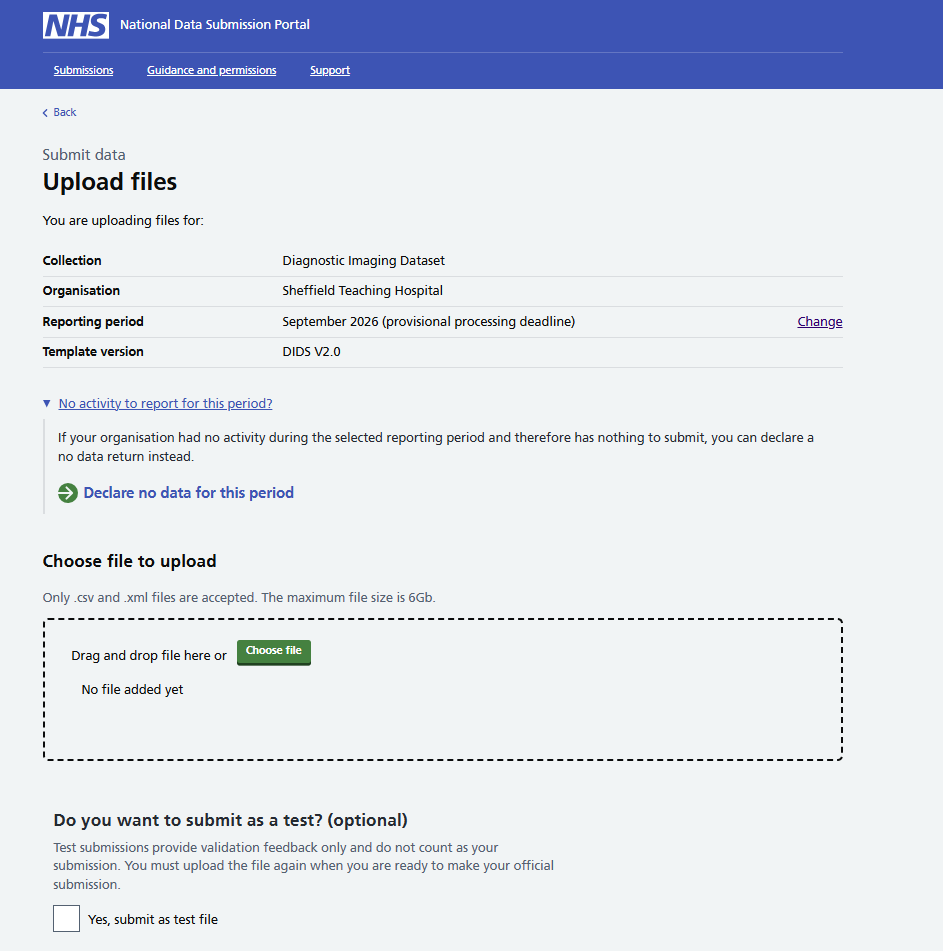 NHS National Data Submission Portal
Submissions Guidance and permissions Support
Back
Submit data
Upload files
You are uploading files for:
Collection Diagnostic Imaging Dataset
Organisation Sheffield Teaching Hospital
Reporting period September 2026 (provisional processing deadline) Change
Template version DIDS V2.0
No activity to report for this period?
If your organisation had no activity during the selected reporting period and therefore has nothing to submit, you can declare a
no data return instead.
Declare no data for this period
Choose file to upload
Only .csv and .xml files are accepted. The maximum file size is 6Gb.
Drag and drop file here or Choose file
No file added yet
Do you want to submit as a test? (optional)
Test submissions provide validation feedback only and do not count as your
submission. You must upload the file again when you are ready to make your official
submission.
Yes, submit as test file